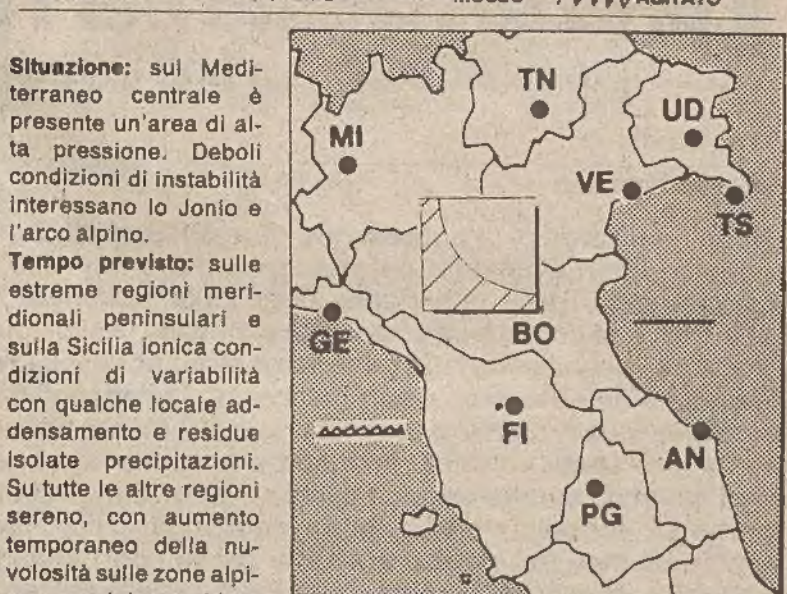 MOSSO AGITATO
Situazione: sul Medi-
terraneo centrale è
presente un'area di al-
ta pressione. Deboli
condizioni di instabilità
interessano lo Jonio e
l'arco alpino.
Tempo previsto: sulle
estreme regioni meri-
dionali peninsulari e
sulla Sicilia ionica con-
dizioni di variabilità
con qualche locale ad-
densamento e residue
isolate precipitazioni.
Su tutte le altre regioni
sereno, con aumento
temporaneo della nu-
volosità sulle zone alpi-
TN
UD
MI
VE
TS
GE
BO
FI
AN
PG